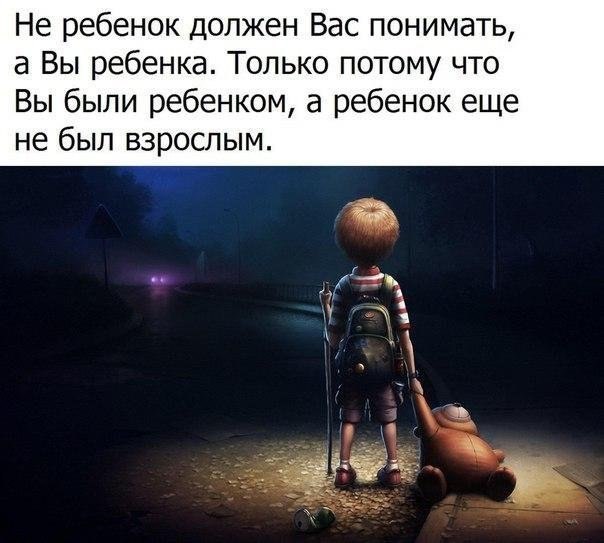 Не ребенок должен Вас понимать,
а Вы ребенка. Только потому что
Вы были ребенком, а ребенок еще
не был взрослым.